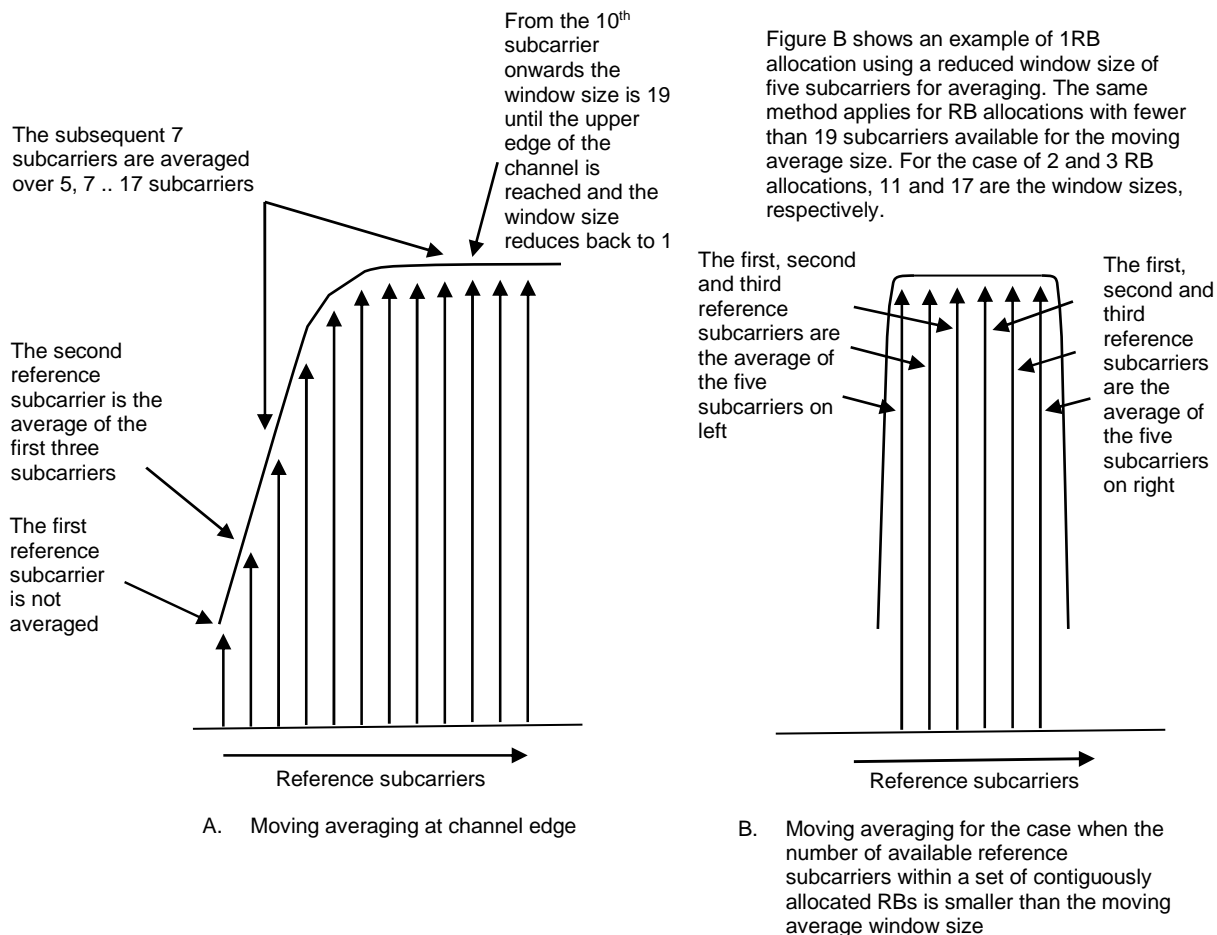 From the 10th
subcarrier
onwards the
window size is 19
until the upper
edge of the
channel is
reached and the
window size
reduces back to 1
The subsequent 7
subcarriers are averaged
over 5, 7 .. 17 subcarriers
The second
reference
subcarrier is the
average of the
first three
subcarriers
The first
reference
subcarrier
is not
averaged
Reference subcarriers
A. Moving averaging at channel edge
Figure B shows an example of 1RB
allocation using a reduced window size of
five subcarriers for averaging. The same
method applies for RB allocations with fewer
than 19 subcarriers available for the moving
average size. For the case of 2 and 3 RB
allocations, 11 and 17 are the window sizes,
respectively.
The first, second
and third
reference
subcarriers are
the average of
the five
subcarriers on
left
The first,
second and
third
reference
subcarriers
are the
average of
the five
subcarriers
on right
Reference subcarriers
B. Moving averaging for the case when the
number of available reference
subcarriers within a set of contiguously
allocated RBs is smaller than the moving
average window size